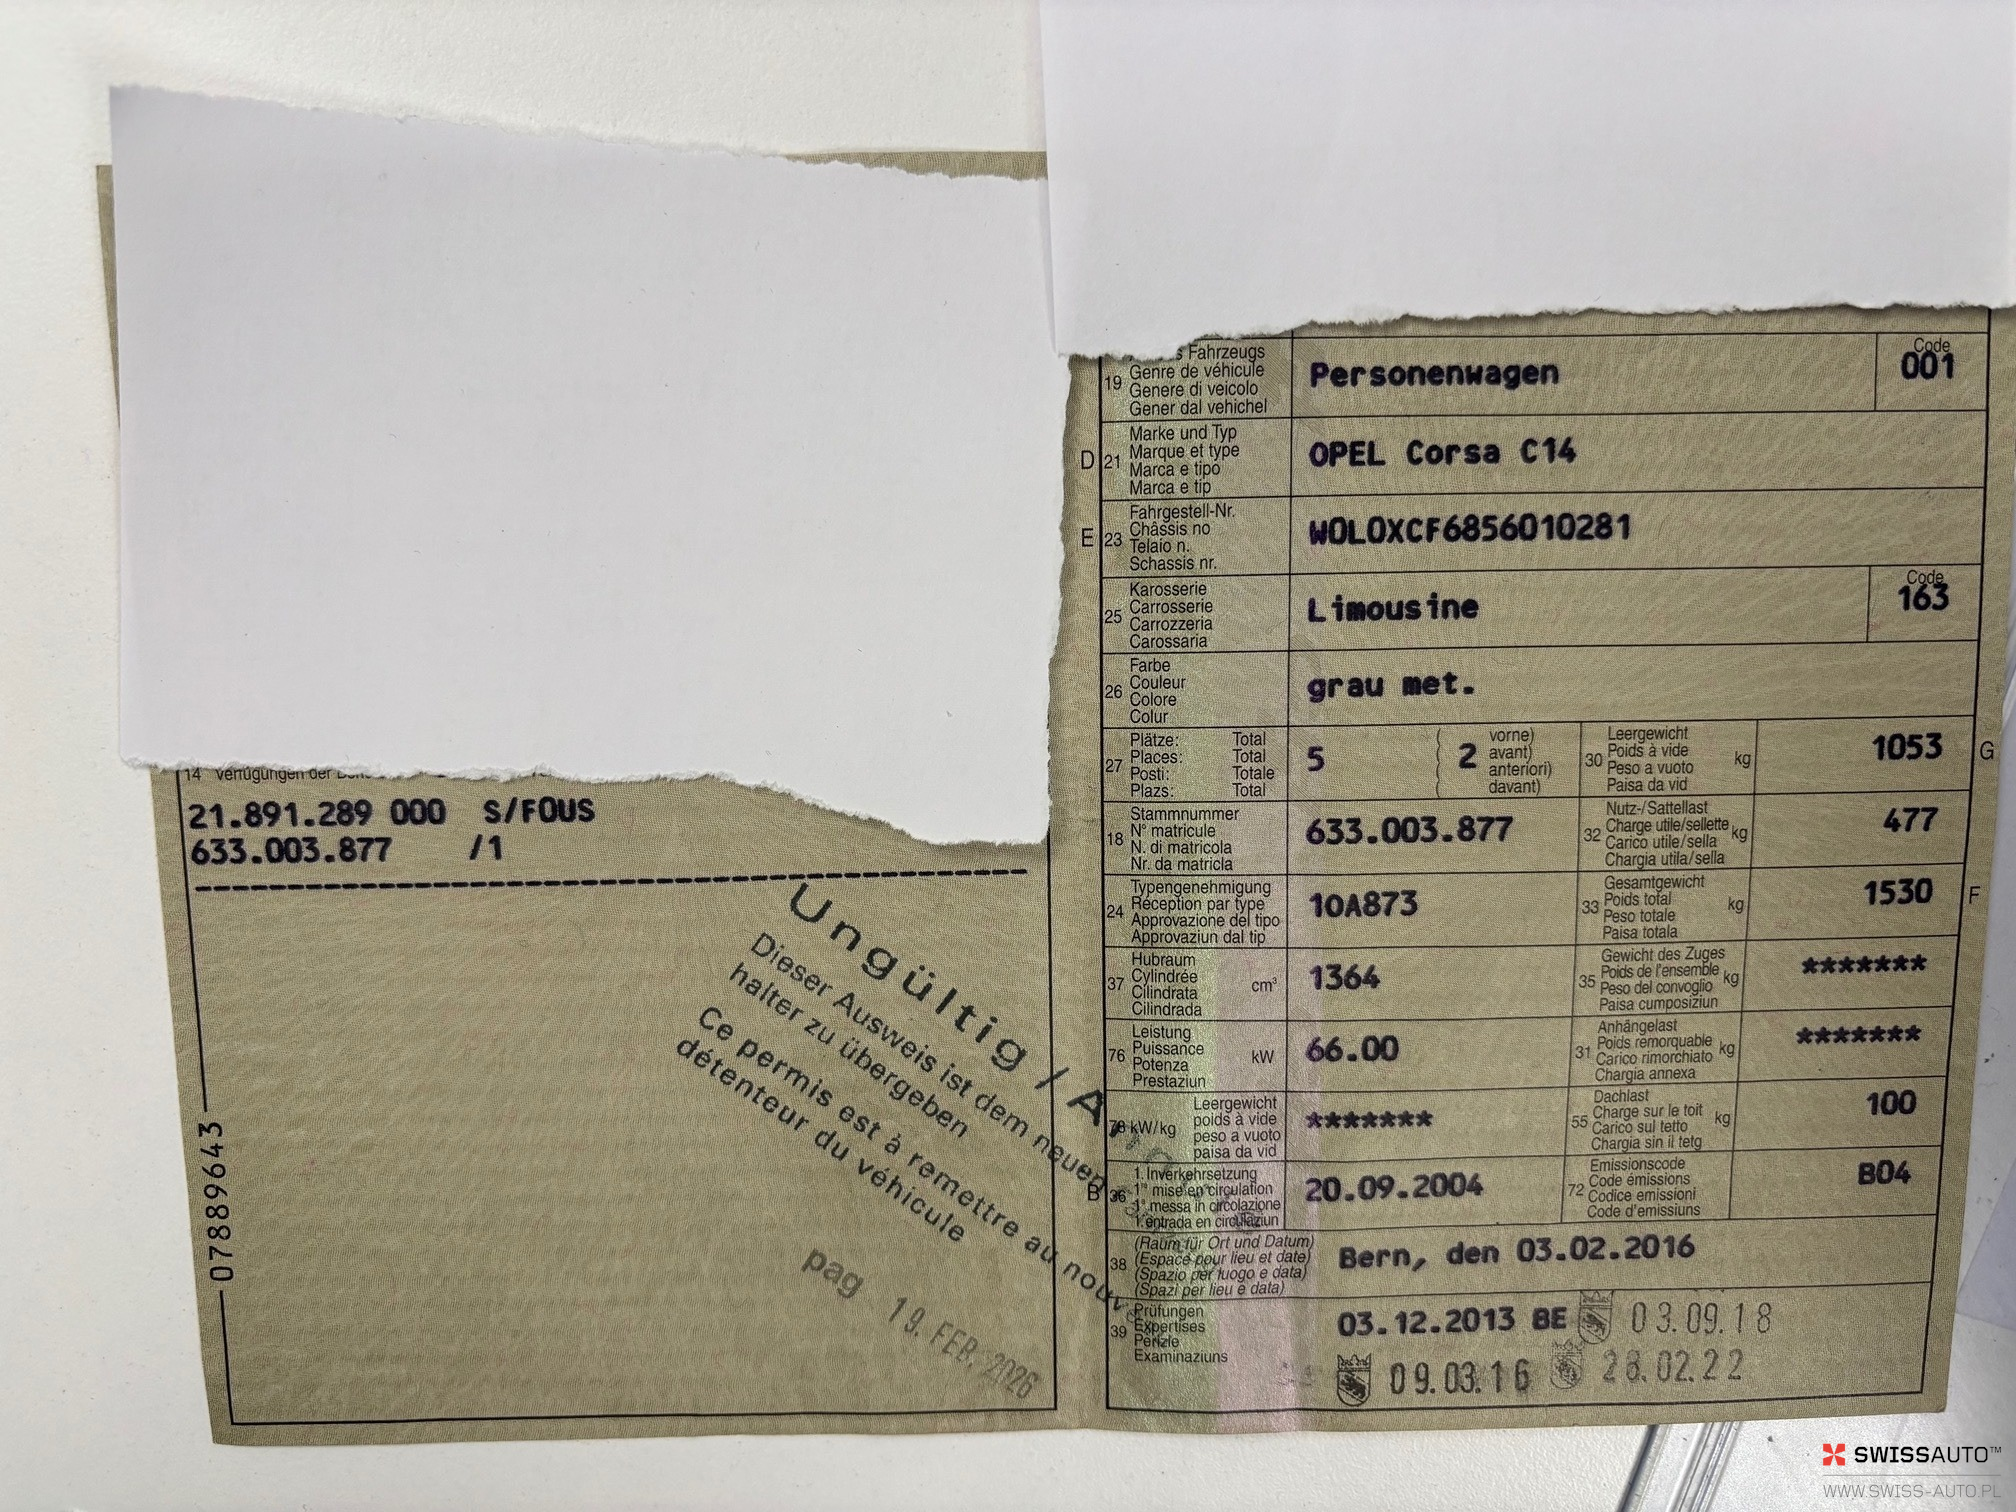 14 Verfügungen der
21.891.289 000 S/FOUS
633.003.877 /1
07889643
Ungültig /
Dieser Ausweis ist dem neuen
halter zu übergeben
Ce permis est à remettre au
détenteur du véhicule
pag 19. FEB. 2026
Fahrzeugs
19 Genre de véhicule
Genere di veicolo
Gener dal vehichel
Personenwagen
Code
001
D 21
Marke und Typ
Marque et type
Marca e tipo
Marca e tip
OPEL Corsa C14
E 23
Fahrgestell-Nr.
Châssis no
Telaio n.
Schassis nr.
W0L0XCF6856010281
25
Karosserie
Carrosserie
Carrozzeria
Carossaria
Limousine
Code
163
26
Farbe
Couleur
Colore
Colur
grau met.
27
Plätze: Total
Places: Total
Posti: Totale
Plazs: Total
5
2
vorne)
avant)
anteriori)
davant)
30
Leergewicht
Poids à vide
Peso a vuoto
Paisa da vid
kg
1053
G
18
Stammnummer
N° matricule
N. di matricola
Nr. da matricla
633.003.877
32
Nutz-/Sattellast
Charge utile/sellette
Carico utile/sella
Chargia utila/sella
kg
477
24
Typengenehmigung
Réception par type
Approvazione del tipo
Approvaziun dal tip
1OA873
33
Gesamtgewicht
Poids total
Peso totale
Paisa totala
kg
1530
F
37
Hubraum
Cylindrée
Cilindrata
Cilindrada
cm³
1364
35
Gewicht des Zuges
Poids de l'ensemble
Peso del convoglio
Paisa cumposiziun
kg
*******
76
Leistung
Puissance
Potenza
Prestaziun
kW
66.00
31
Anhängelast
Poids remorquable
Carico rimorchiato
Chargia annexa
kg
*******
78 kW/kg
Leergewicht
poids à vide
peso a vuoto
paisa da vid
*******
55
Dachlast
Charge sur le toit
Carico sul tetto
Chargia sin il tetg
kg
100
B 36
1. Inverkehrsetzung
1re mise en circulation
1a messa in circolazione
1. entrada en circulaziun
20.09.2004
72
Emissionscode
Code émissions
Codice emissioni
Code d'emissiuns
B04
38
(Raum für Ort und Datum)
(Espace pour lieu et date)
(Spazio per luogo e data)
(Spazi per lieu e data)
Bern, den 03.02.2016
39
Prüfungen
Expertises
Perizie
Examinaziuns
03.12.2013 BE 03.09.18
09.03.16 28.02.22
SWISSAUTO™
WWW.SWISS-AUTO.PL